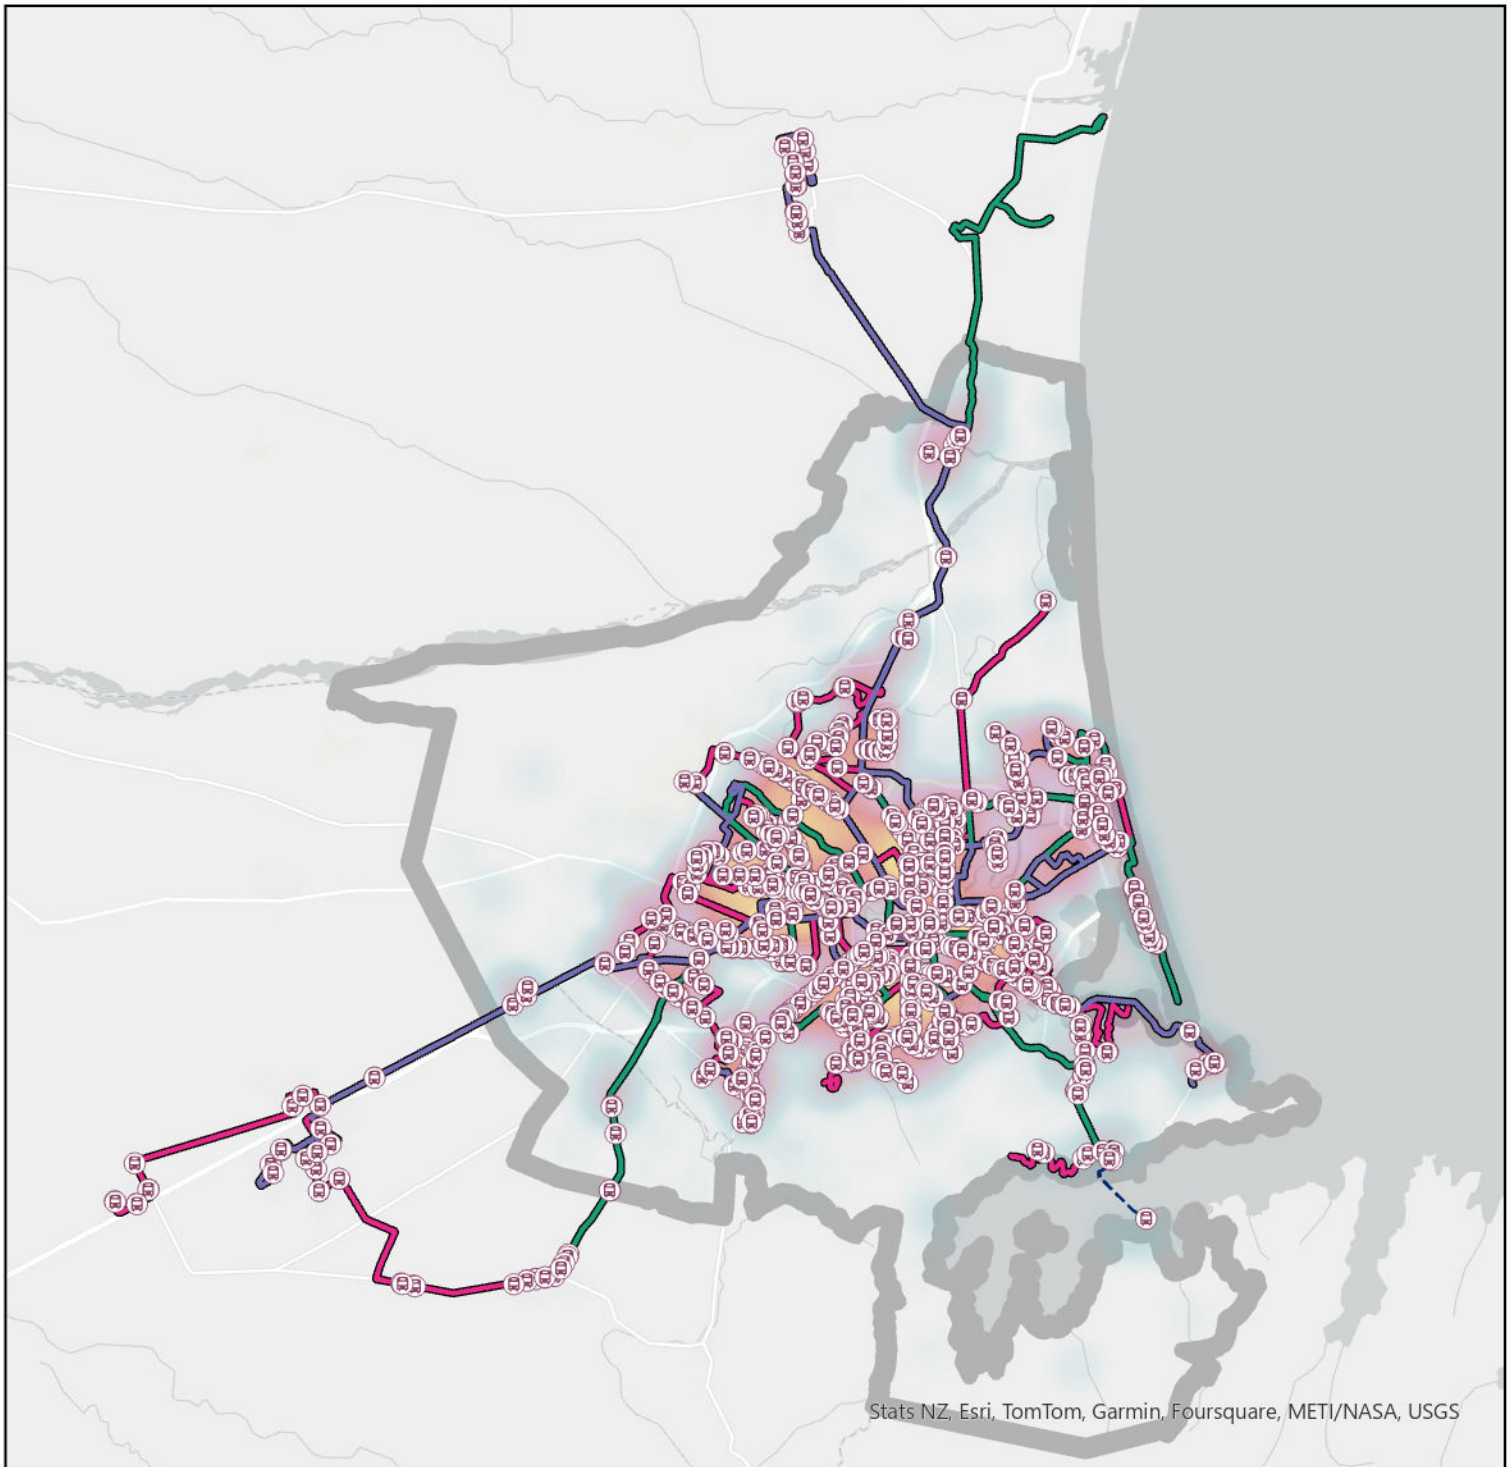 Stats NZ, Esri, TomTom, Garmin, Foursquare, METI/NASA, USGS